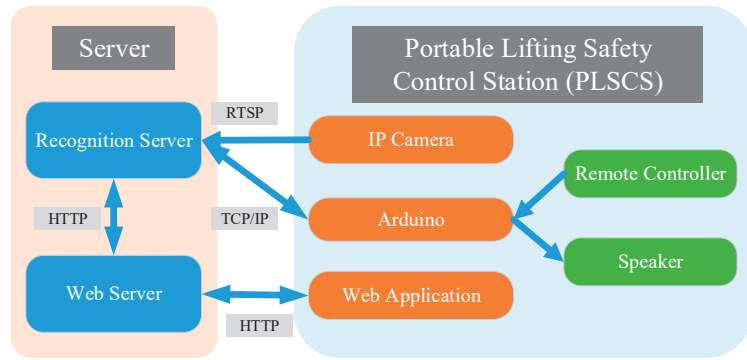 Server
Portable Lifting Safety
Control Station (PLSCS)
RTSP
Recognition Server
IP Camera
Remote Controller
HTTP
TCP/IP
Arduino
Speaker
Web Server
Web Application
HTTP